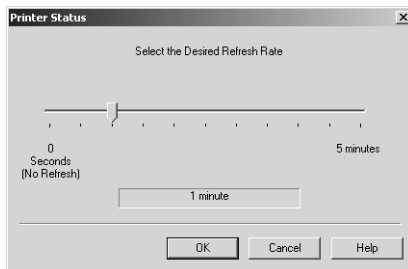 Printer Status
Select the Desired Refresh Rate
0
Seconds
(No Refresh)
5 minutes
1 minute
OK
Cancel
Help